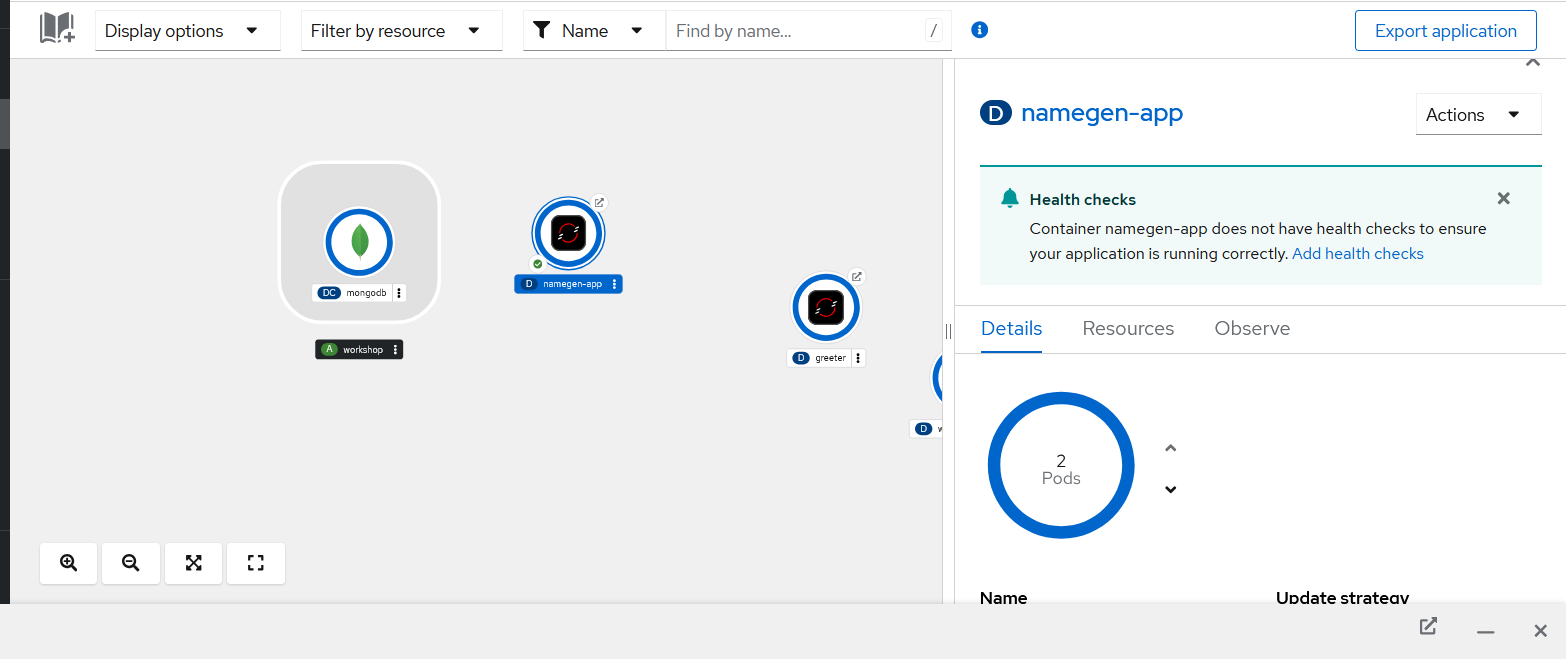 Display options
Filter by resource
Name
Find by name...
/
Export application
D namegen-app
Actions
Health checks
Container namegen-app does not have health checks to ensure
your application is running correctly. Add health checks
DC mongodb
D namegen-app
A workshop
D greeter
D
Details
Resources
Observe
2
Pods
Name
Update strategy